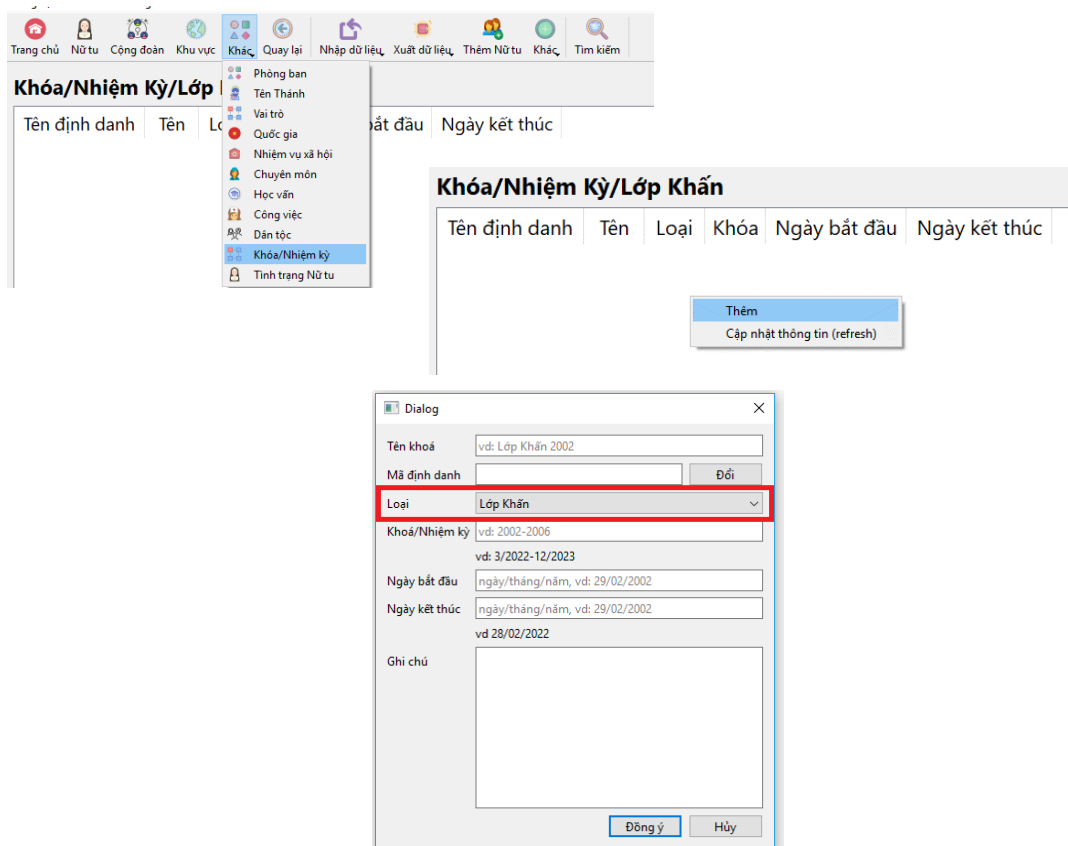 Trang chủ Nữ tu Cộng đoàn Khu vực Khác Quay lại Nhập dữ liệu Xuất dữ liệu Thêm Nữ tu Khác Tìm kiếm
Khóa/Nhiệm Kỳ/Lớp
Tên định danh Tên
bắt đầu Ngày kết thúc
Phòng ban
Tên Thánh
Vai trò
Quốc gia
Nhiệm vụ xã hội
Chuyên môn
Học vấn
Công việc
Dân tộc
Khóa/Nhiệm kỳ
Tình trạng Nữ tu
Khóa/Nhiệm Kỳ/Lớp Khấn
Tên định danh Tên Loại Khóa Ngày bắt đầu Ngày kết thúc
Thêm
Cập nhật thông tin (refresh)
Dialog
Tên khoá vd: Lớp Khấn 2002
Mã định danh Đổi
Loại Lớp Khấn
Khoá/Nhiệm kỳ vd: 2002-2006
vd: 3/2022-12/2023
Ngày bắt đầu ngày/tháng/năm, vd: 29/02/2002
Ngày kết thúc ngày/tháng/năm, vd: 29/02/2002
vd 28/02/2022
Ghi chú
Đồng ý Hủy